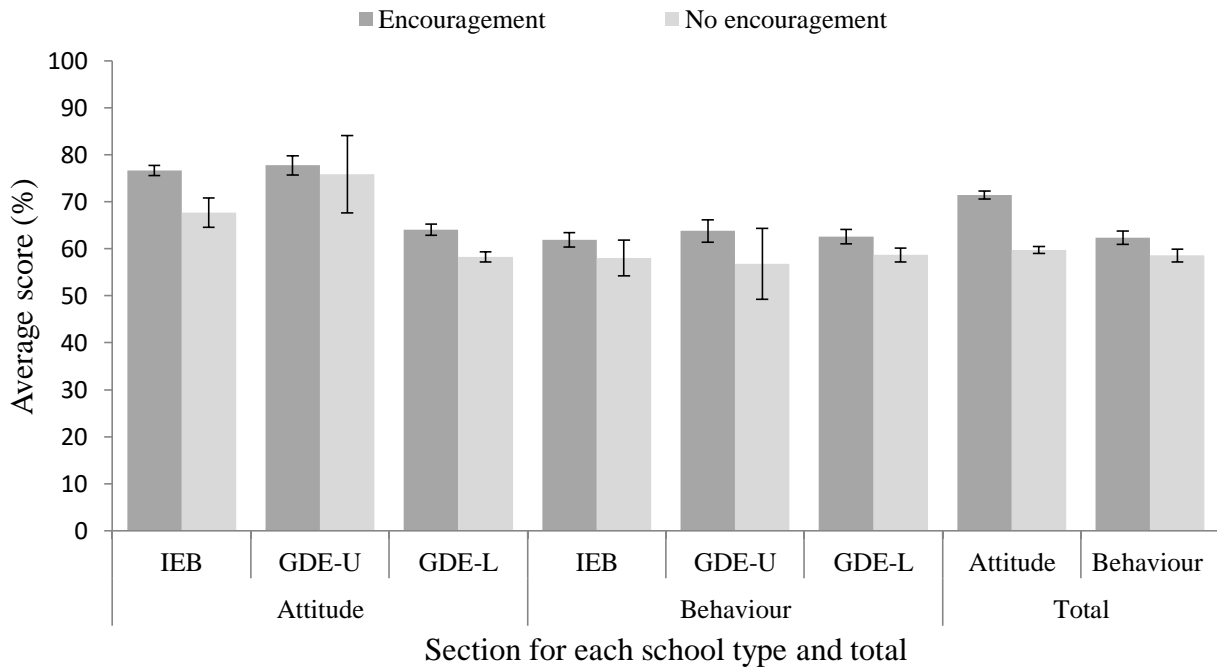 Encouragement No encouragement
100
90
80
70
60
50
40
30
20
10
0
Average score (%)
IEB GDE-U GDE-L IEB GDE-U GDE-L Attitude Behaviour
Attitude Behaviour Total
Section for each school type and total